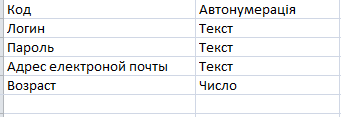 Код Автонумерація
Логин Текст
Пароль Текст
Адрес електроной почты Текст
Возраст Число